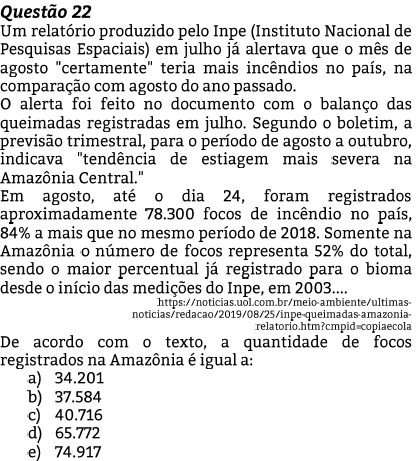 Questão 22
Um relatório produzido pelo Inpe (Instituto Nacional de
Pesquisas Espaciais) em julho já alertava que o mês de
agosto "certamente" teria mais incêndios no país, na
comparação com agosto do ano passado.
O alerta foi feito no documento com o balanço das
queimadas registradas em julho. Segundo o boletim, a
previsão trimestral, para o período de agosto a outubro,
indicava "tendência de estiagem mais severa na
Amazônia Central."
Em agosto, até o dia 24, foram registrados
aproximadamente 78.300 focos de incêndio no país,
84% a mais que no mesmo período de 2018. Somente na
Amazônia o número de focos representa 52% do total,
sendo o maior percentual já registrado para o bioma
desde o início das medições do Inpe, em 2003....
https://noticias.uol.com.br/meio-ambiente/ultimas-
noticias/redacao/2019/08/25/inpe-queimadas-amazonia-
relatorio.htm?cmpid=copiaecola
De acordo com o texto, a quantidade de focos
registrados na Amazônia é igual a:
a) 34.201
b) 37.584
c) 40.716
d) 65.772
e) 74.917